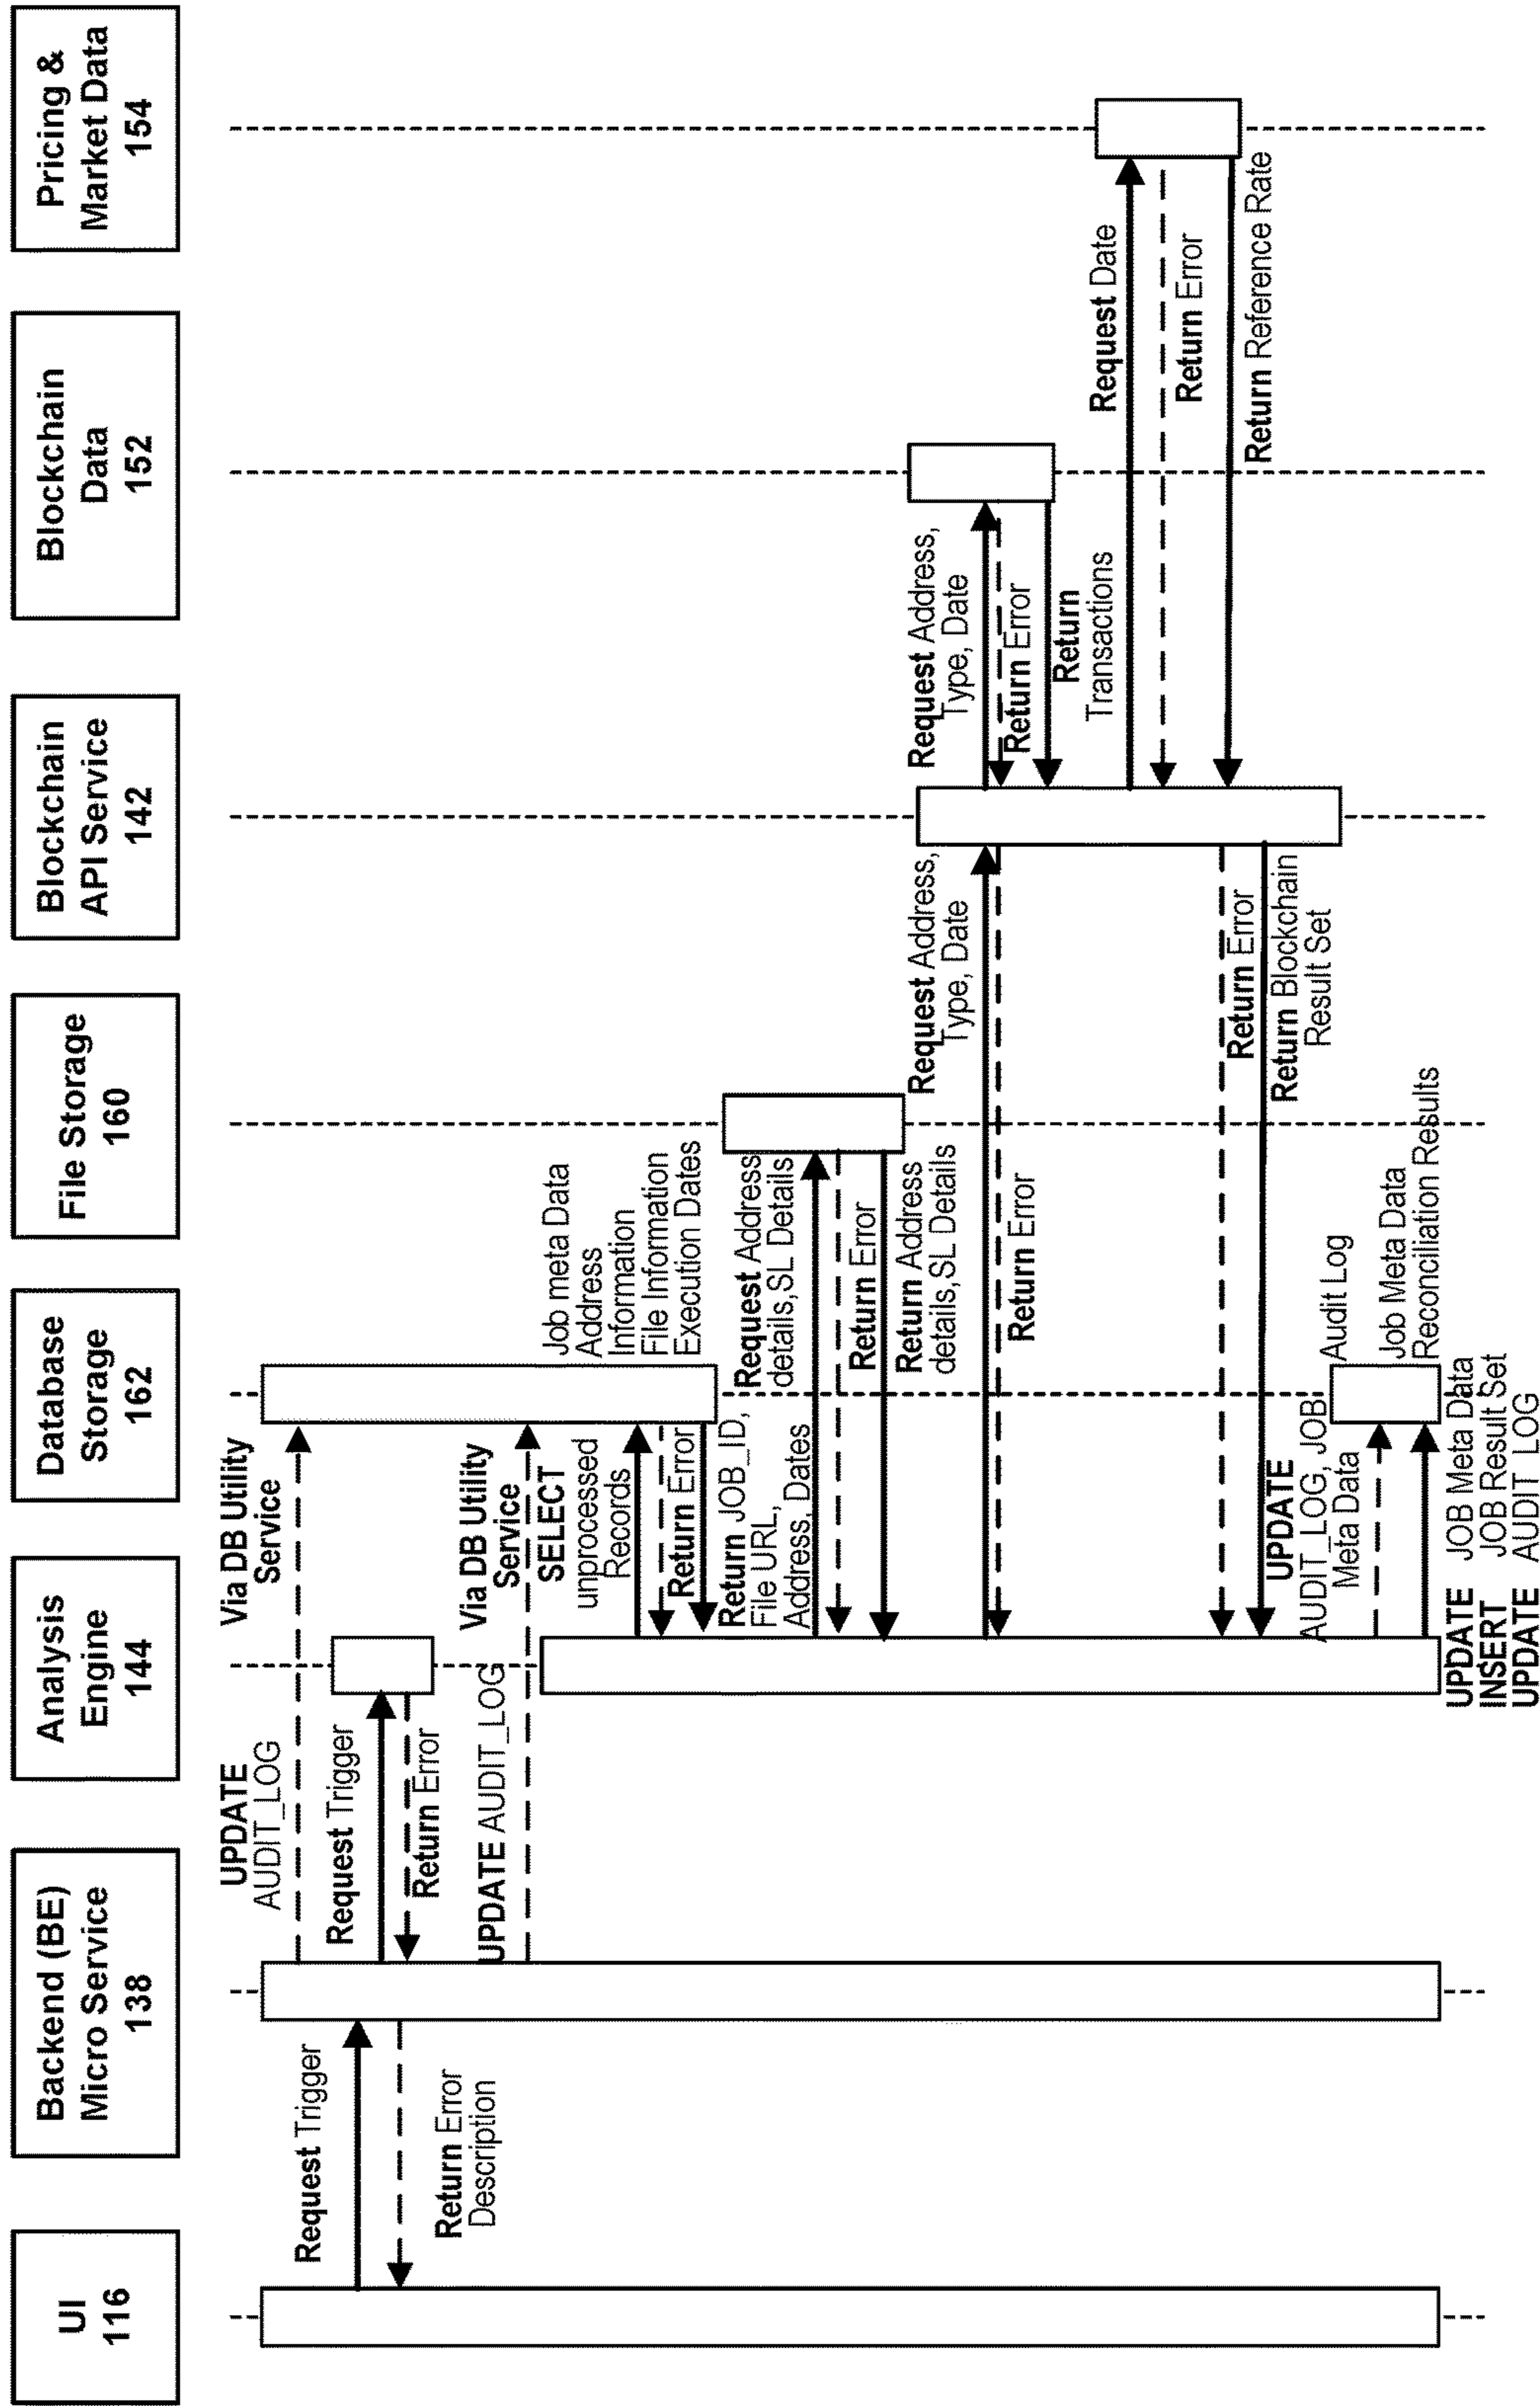 UI
116
Backend (BE)
Micro Service
138
Analysis
Engine
144
Database
Storage
162
File Storage
160
Blockchain
API Service
142
Blockchain
Data
152
Pricing &
Market Data
154
UPDATE
AUDIT_LOG
Via DB Utility
Service
Request Trigger
Request Trigger
Return Error
Description
Return Error
UPDATE AUDIT_LOG
Via DB Utility
Service
SELECT
unprocessed
Records
Return Error
Return JOB_ID,
File URL,
Address, Dates
Job meta Data
Address
Information
File Information
Execution Dates
Request Address
details,SL Details
Return Error
Return Address
details,SL Details
Request Address,
Type, Date
Return Error
Request Address,
Type, Date
Return Error
Return
Transactions
Request Date
Return Error
Return Reference Rate
Return Error
Return Blockchain
Result Set
UPDATE
AUDIT_LOG, JOB
Meta Data
Audit Log
Job Meta Data
Reconciliation Results
UPDATE JOB Meta Data
INSERT JOB Result Set
UPDATE AUDIT_LOG